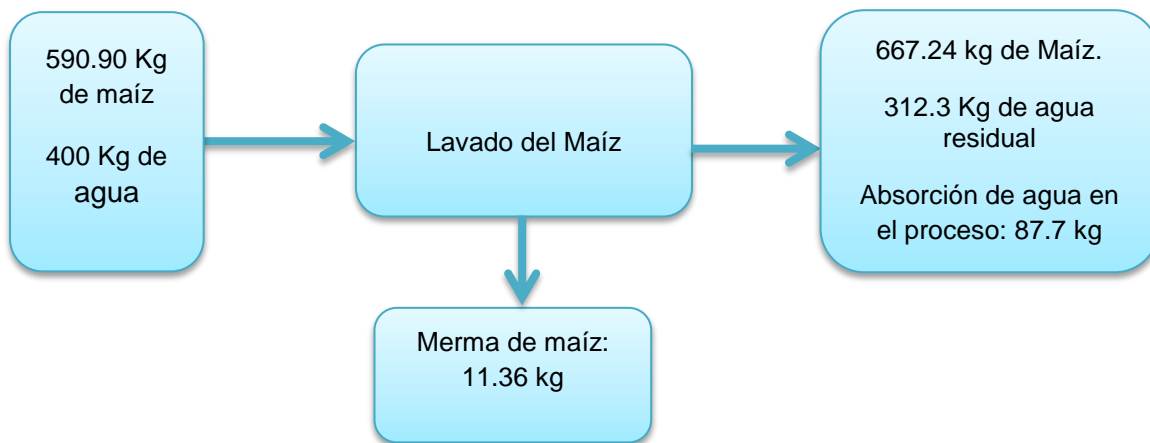 590.90 Kg
de maíz
400 Kg de
agua
Lavado del Maíz
667.24 kg de Maíz.
312.3 Kg de agua
residual
Absorción de agua en
el proceso: 87.7 kg
Merma de maíz:
11.36 kg